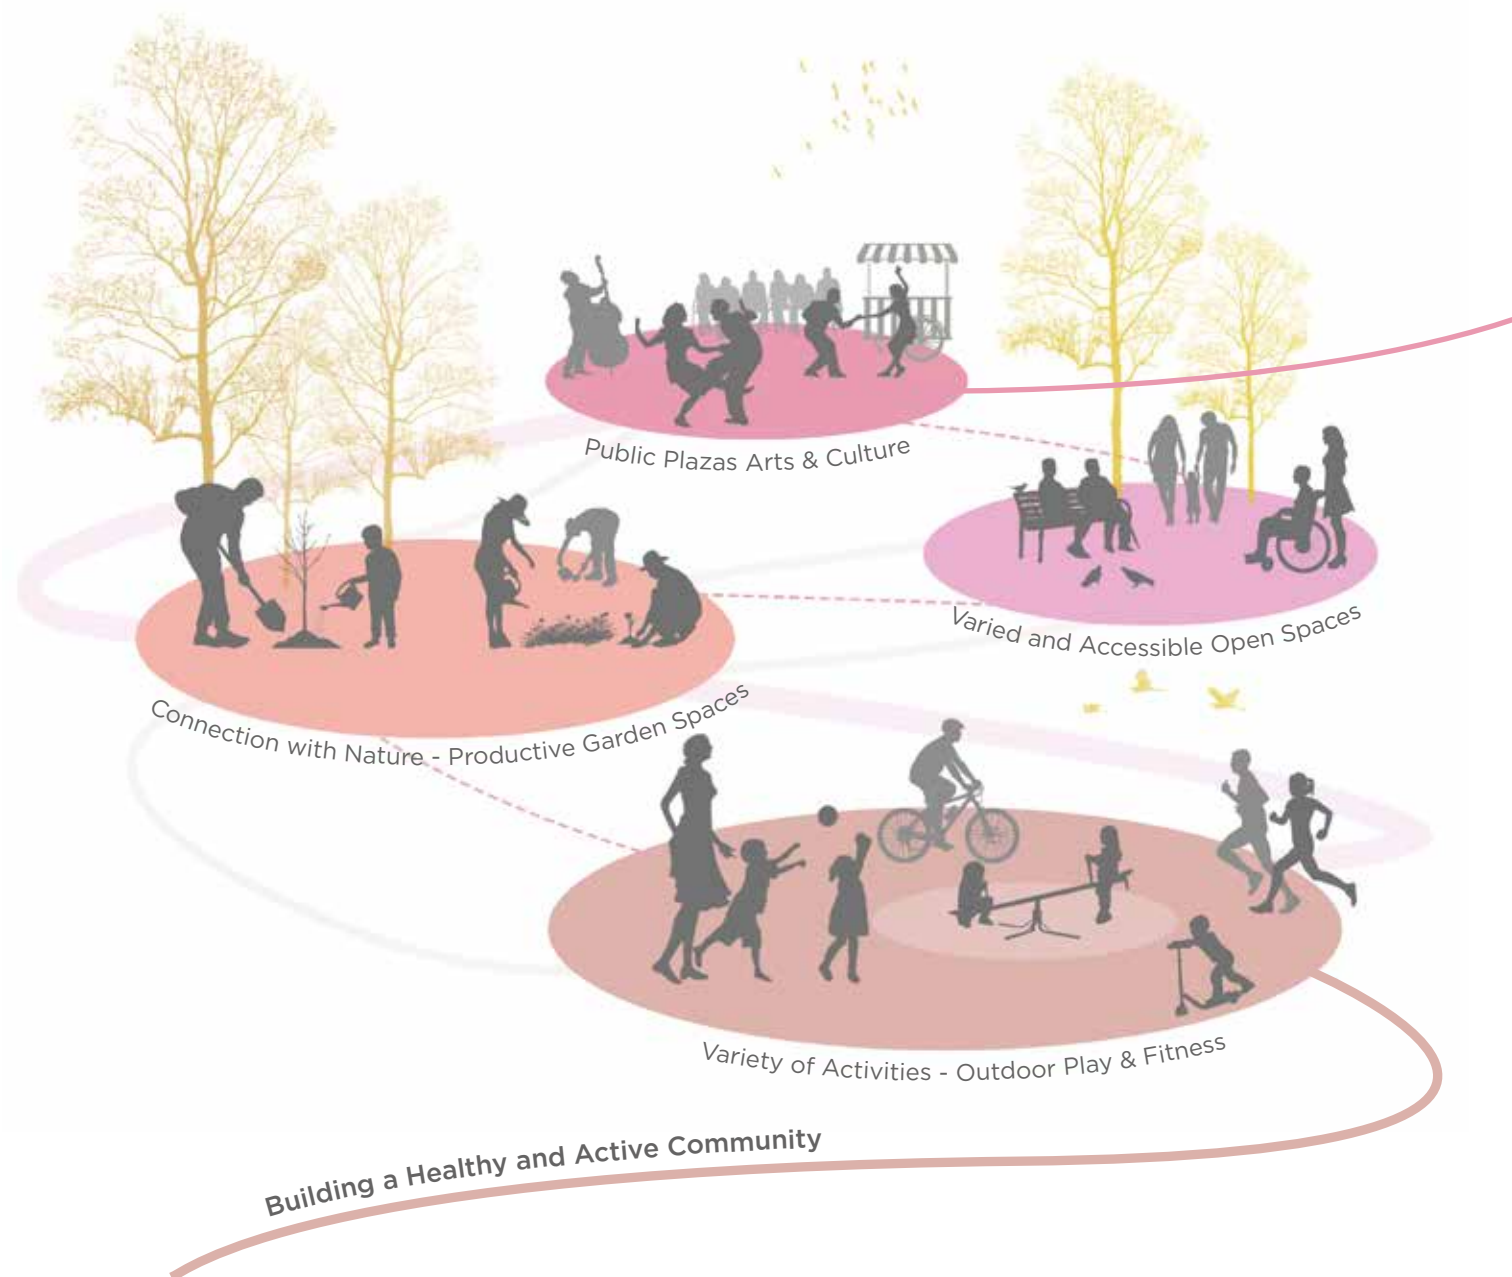 Public Plazas Arts & Culture
Varied and Accessible Open Spaces
Connection with Nature - Productive Garden Spaces
Variety of Activities - Outdoor Play & Fitness
Building a Healthy and Active Community